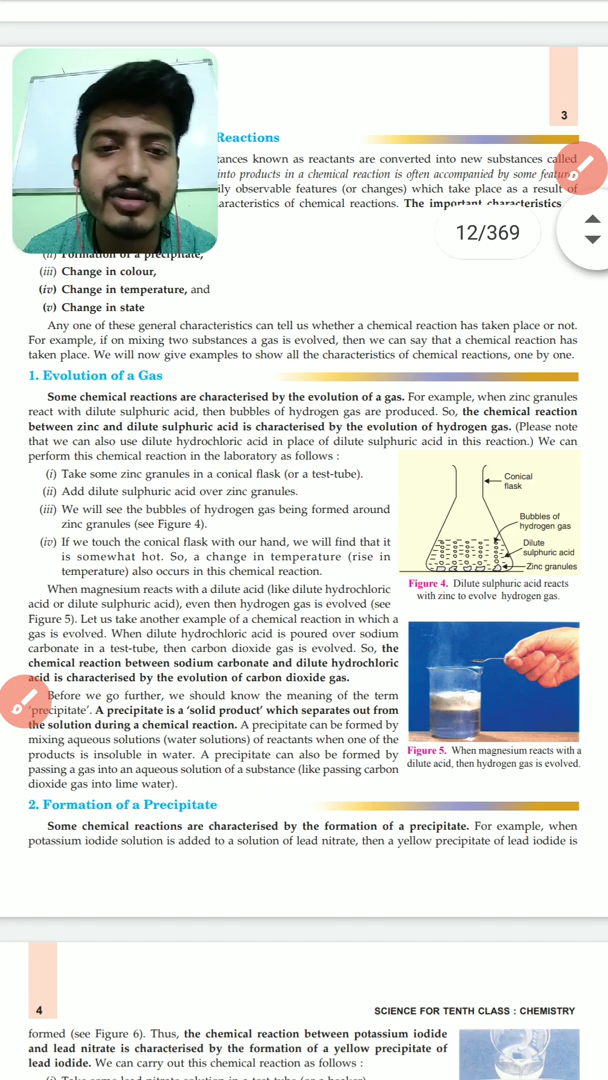 3
Reactions
tances known as reactants are converted into new substances called
into products in a chemical reaction is often accompanied by some
ily observable features (or changes) which take place as a result of
aracteristics of chemical reactions. The important characteristics
12/369
(ii) Formation of a precipitate,
(iii) Change in colour,
(iv) Change in temperature, and
(v) Change in state
Any one of these general characteristics can tell us whether a chemical reaction has taken place or not.
For example, if on mixing two substances a gas is evolved, then we can say that a chemical reaction has
taken place. We will now give examples to show all the characteristics of chemical reactions, one by one.
1. Evolution of a Gas
Some chemical reactions are characterised by the evolution of a gas. For example, when zinc granules
react with dilute sulphuric acid, then bubbles of hydrogen gas are produced. So, the chemical reaction
between zinc and dilute sulphuric acid is characterised by the evolution of hydrogen gas. (Please note
that we can also use dilute hydrochloric acid in place of dilute sulphuric acid in this reaction.) We can
perform this chemical reaction in the laboratory as follows :
(i) Take some zinc granules in a conical flask (or a test-tube).
(ii) Add dilute sulphuric acid over zinc granules.
(iii) We will see the bubbles of hydrogen gas being formed around
zinc granules (see Figure 4).
(iv) If we touch the conical flask with our hand, we will find that it
is somewhat hot. So, a change in temperature (rise in
temperature) also occurs in this chemical reaction.
Conical
flask
Bubbles of
hydrogen gas
Dilute
sulphuric acid
Zinc granules
Figure 4. Dilute sulphuric acid reacts
with zinc to evolve hydrogen gas.
When magnesium reacts with a dilute acid (like dilute hydrochloric
acid or dilute sulphuric acid), even then hydrogen gas is evolved (see
Figure 5). Let us take another example of a chemical reaction in which a
gas is evolved. When dilute hydrochloric acid is poured over sodium
carbonate in a test-tube, then carbon dioxide gas is evolved. So, the
chemical reaction between sodium carbonate and dilute hydrochloric
acid is characterised by the evolution of carbon dioxide gas.
Before we go further, we should know the meaning of the term
'precipitate'. A precipitate is a 'solid product' which separates out from
the solution during a chemical reaction. A precipitate can be formed by
mixing aqueous solutions (water solutions) of reactants when one of the
products is insoluble in water. A precipitate can also be formed by
passing a gas into an aqueous solution of a substance (like passing carbon
dioxide gas into lime water).
Figure 5. When magnesium reacts with a
dilute acid, then hydrogen gas is evolved.
2. Formation of a Precipitate
Some chemical reactions are characterised by the formation of a precipitate. For example, when
potassium iodide solution is added to a solution of lead nitrate, then a yellow precipitate of lead iodide is
4
SCIENCE FOR TENTH CLASS : CHEMISTRY
formed (see Figure 6). Thus, the chemical reaction between potassium iodide
and lead nitrate is characterised by the formation of a yellow precipitate of
lead iodide. We can carry out this chemical reaction as follows :
(i) Take some lead nitrate solution in a test-tube (or a beaker).